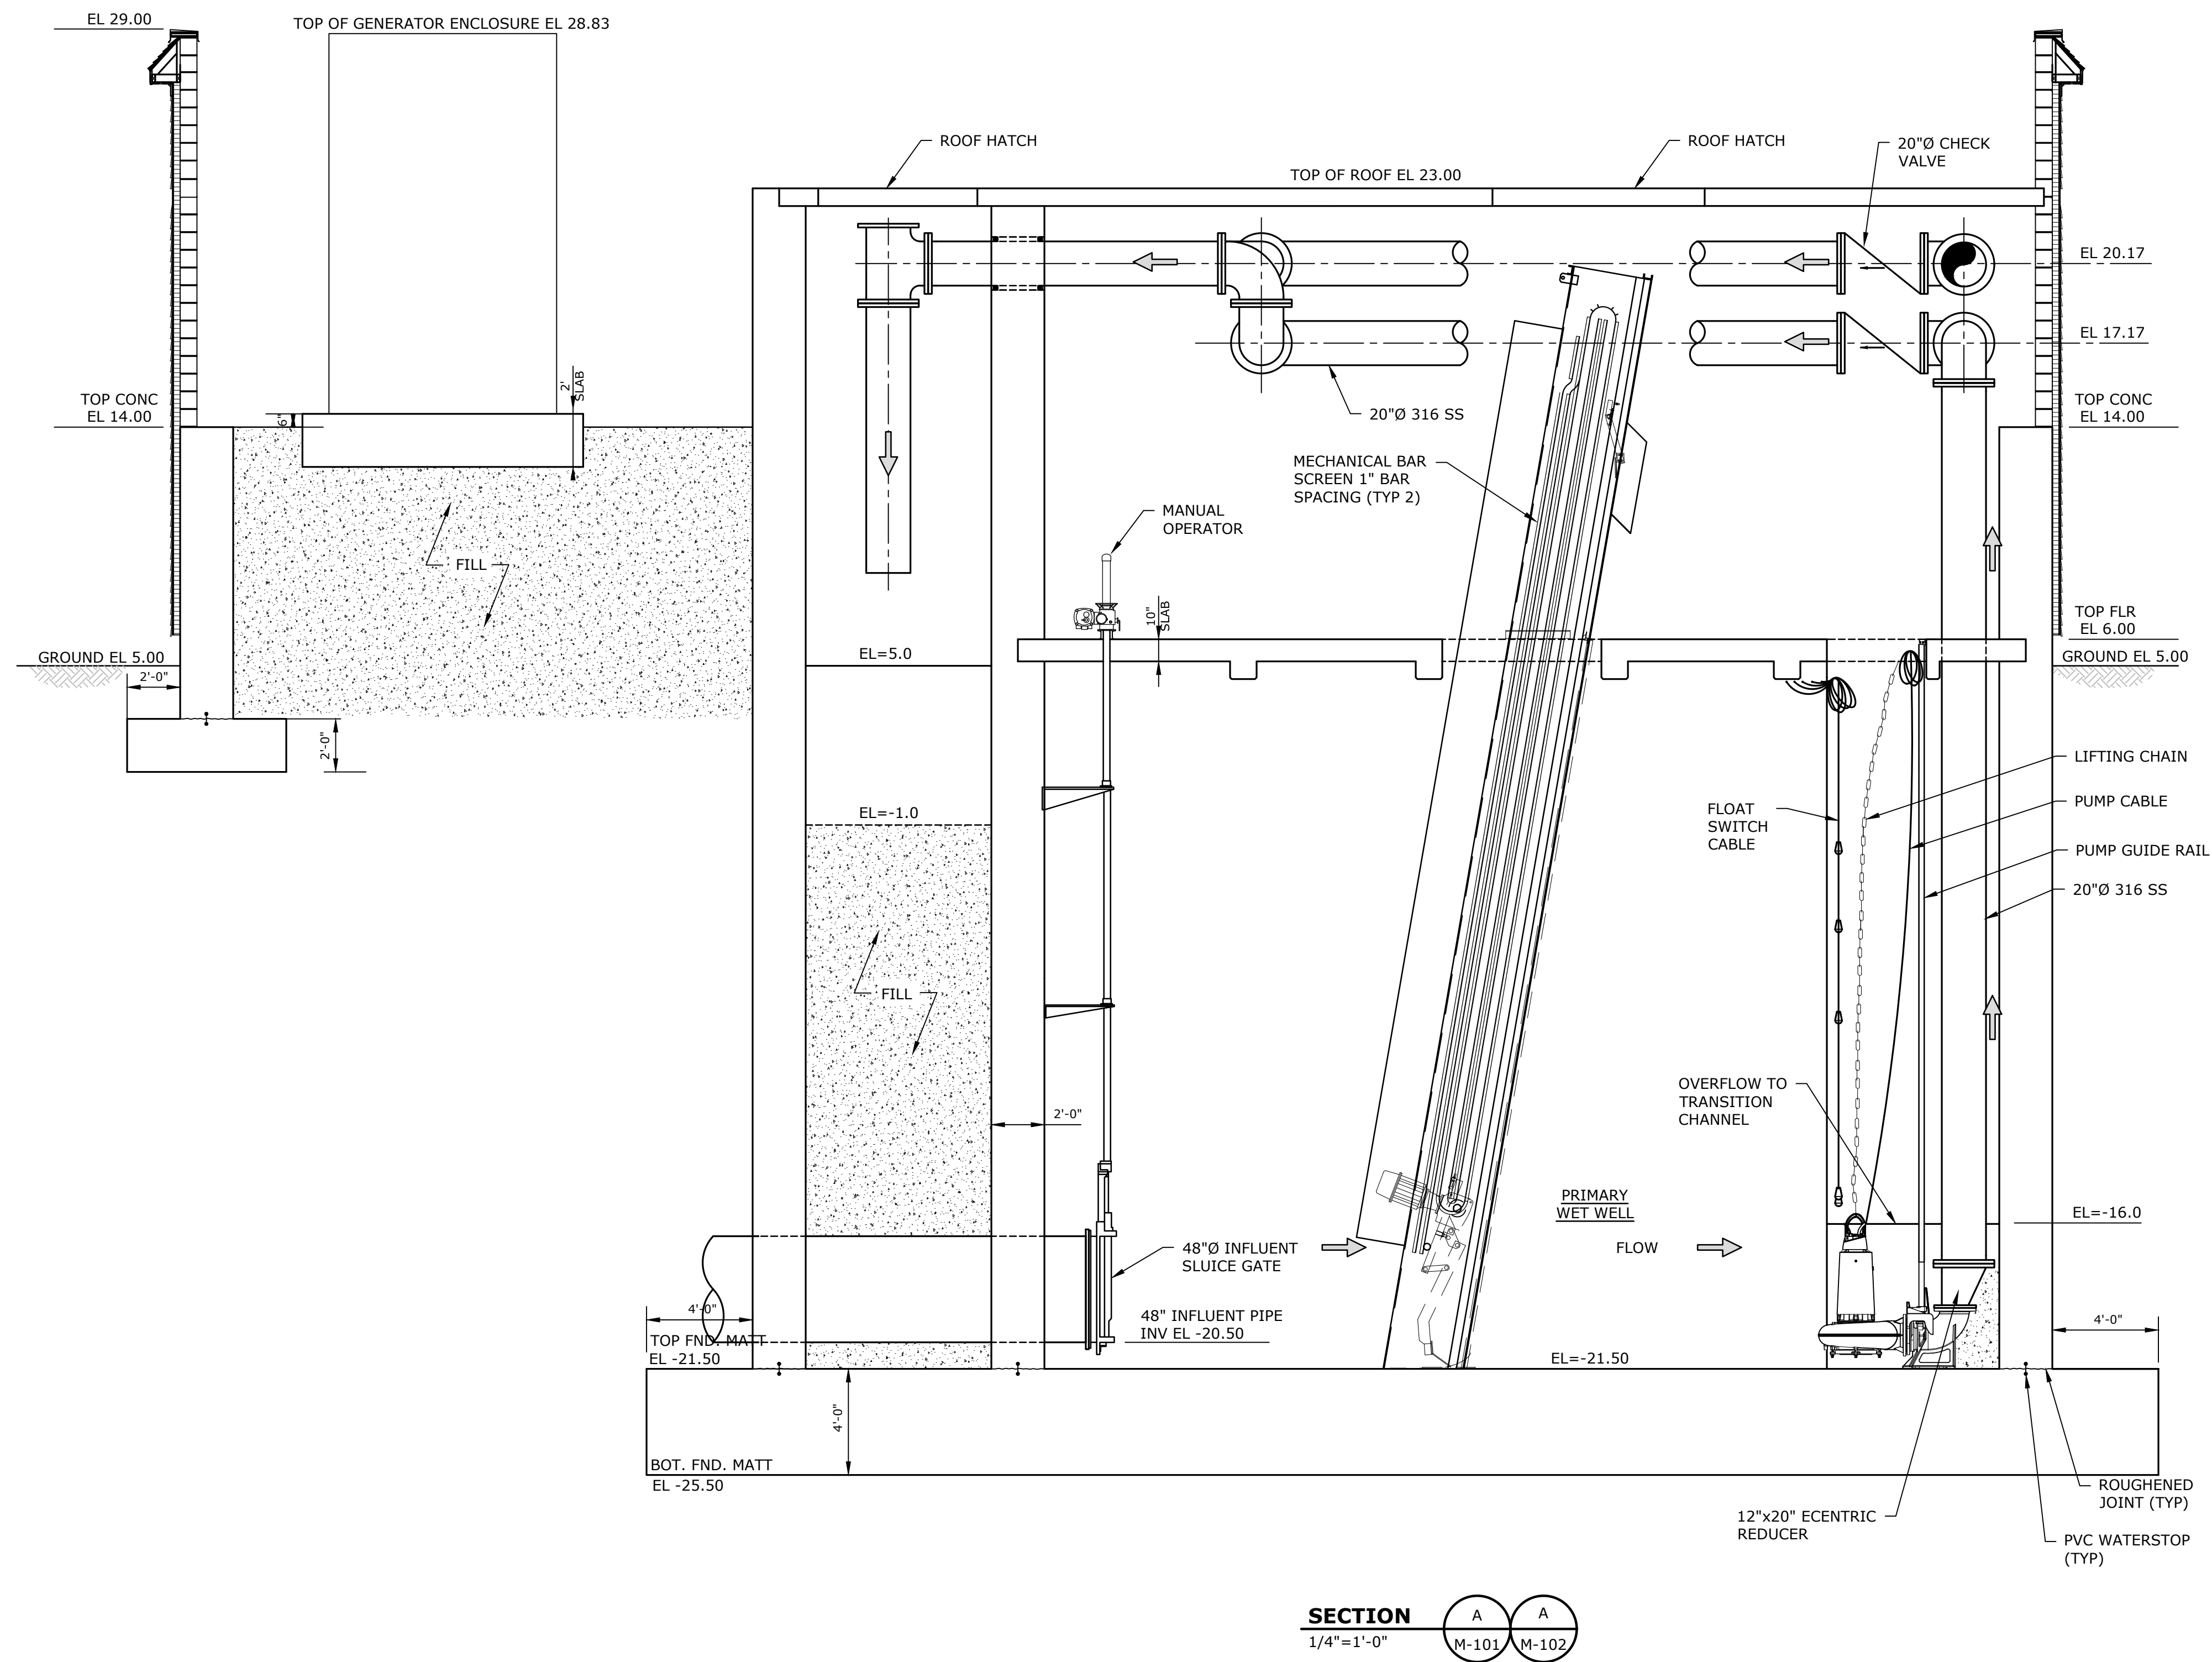 EL 29.00
TOP OF GENERATOR ENCLOSURE EL 28.83
ROOF HATCH
TOP OF ROOF EL 23.00
ROOF HATCH
20"Ø CHECK
VALVE
EL 20.17
EL 17.17
TOP CONC
EL 14.00
6"
2'
SLAB
20"Ø 316 SS
TOP CONC
EL 14.00
MECHANICAL BAR
SCREEN 1" BAR
SPACING (TYP 2)
MANUAL
OPERATOR
FILL
10"
SLAB
TOP FLR
EL 6.00
GROUND EL 5.00
2'-0"
EL=5.0
GROUND EL 5.00
2'-0"
LIFTING CHAIN
PUMP CABLE
EL=-1.0
FLOAT
SWITCH
CABLE
PUMP GUIDE RAIL
20"Ø 316 SS
FILL
2'-0"
OVERFLOW TO
TRANSITION
CHANNEL
PRIMARY
WET WELL
EL=-16.0
48"Ø INFLUENT
SLUICE GATE
FLOW
4'-0"
48" INFLUENT PIPE
INV EL -20.50
4'-0"
TOP FND. MATT
EL -21.50
EL=-21.50
4'-0"
BOT. FND. MATT
EL -25.50
ROUGHENED
JOINT (TYP)
12"x20" ECENTRIC
REDUCER
PVC WATERSTOP
(TYP)
SECTION
1/4"=1'-0"
A
M-101
A
M-102